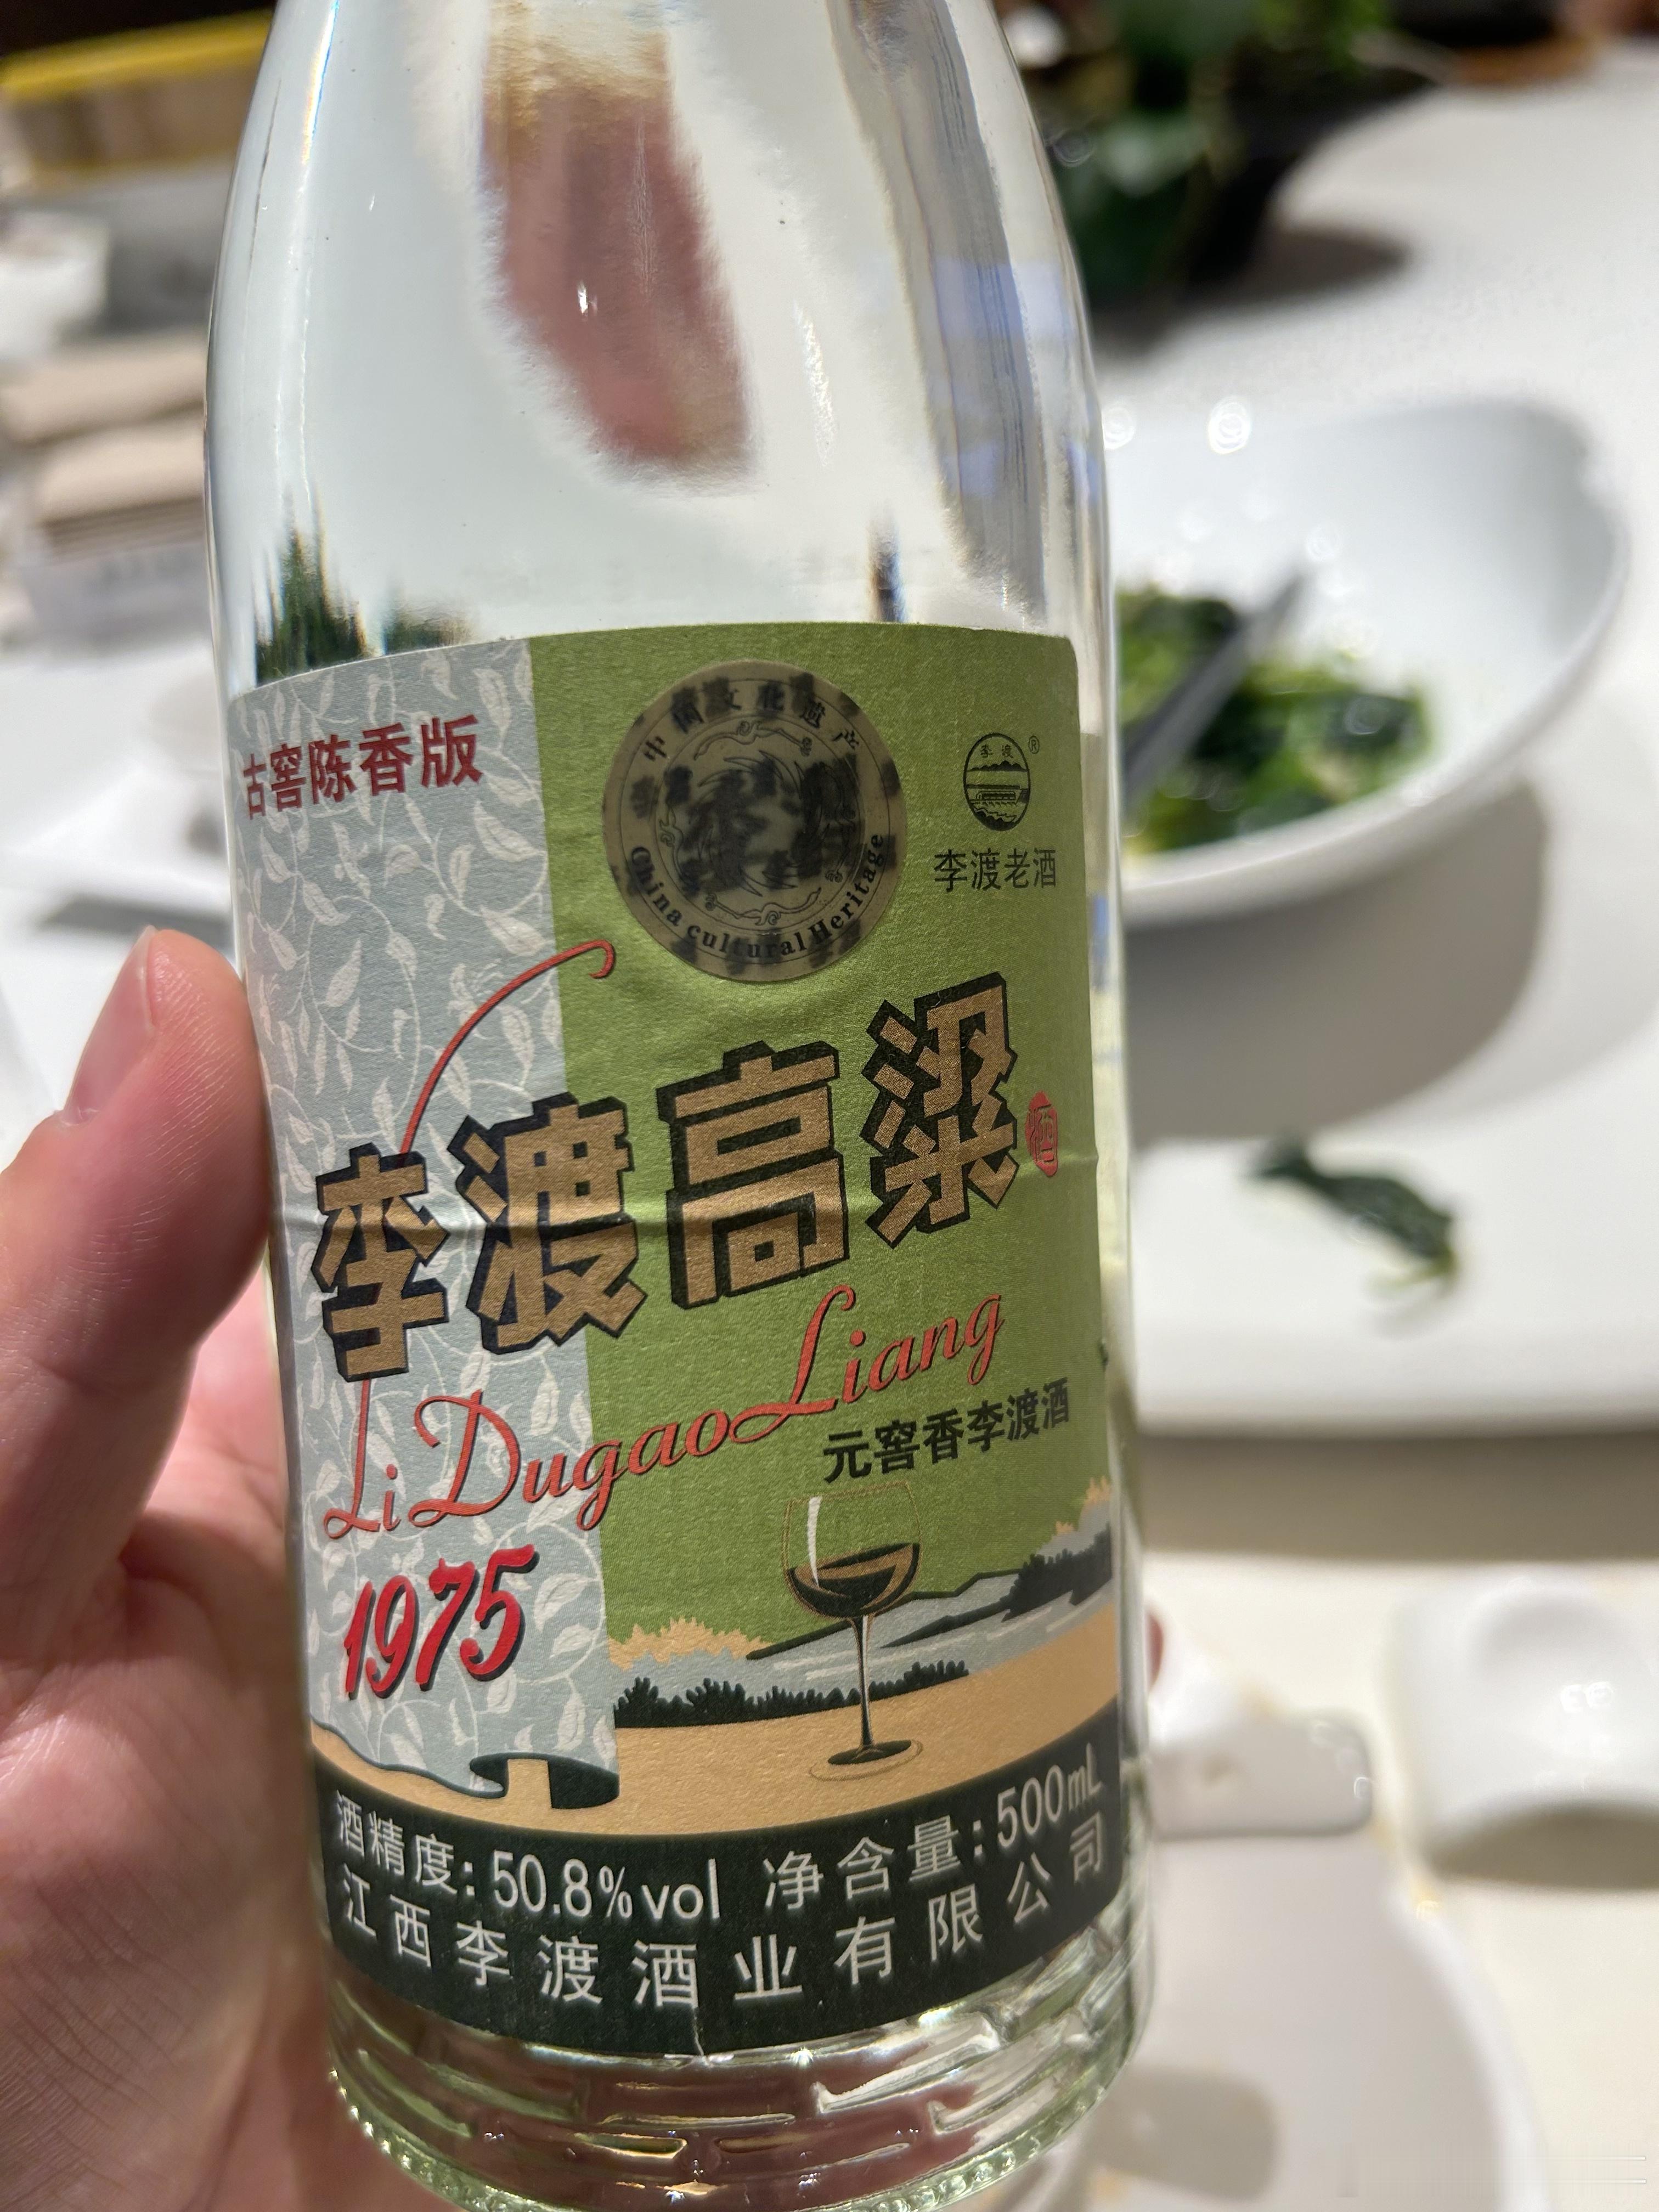 古窖陈香版
中国文化遗产
China cultural Heritage
李渡
®
李渡老酒
李渡高粱
酒
Li Dugao Liang
元窖香李渡酒
1975
酒精度:50.8%vol 净含量:500mL
江西李渡酒业有限公司